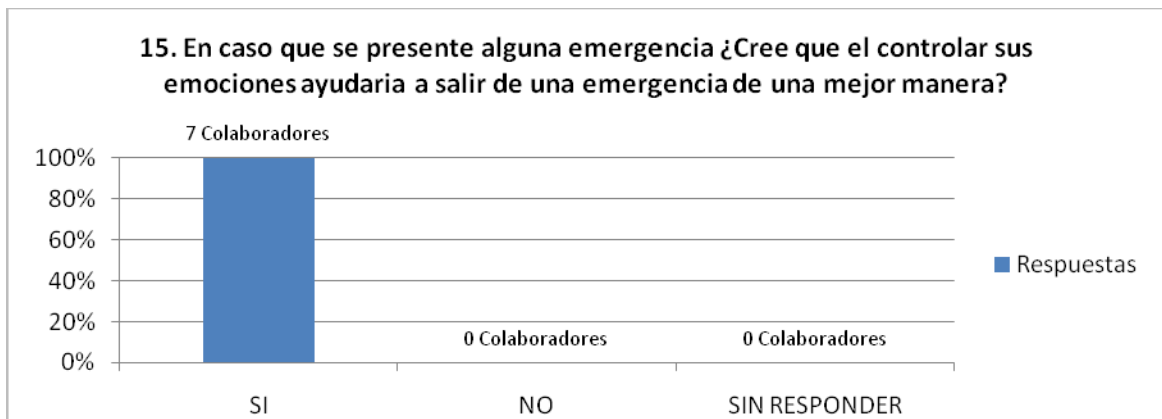 15. En caso que se presente alguna emergencia ¿Cree que el controlar sus
emociones ayudaria a salir de una emergencia de una mejor manera?
7 Colaboradores
100%
80%
60%
40%
20%
0%
0 Colaboradores
0 Colaboradores
SI
NO
SIN RESPONDER
Respuestas